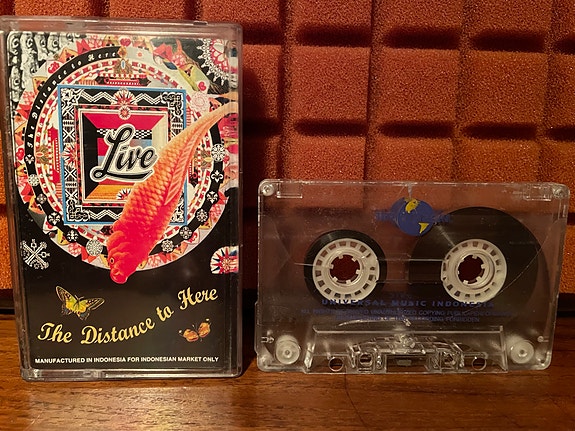 The Distance to Here
Live
The Distance to Here
MANUFACTURED IN INDONESIA FOR INDONESIAN MARKET ONLY
UNIVERSAL MUSIC INDONESIA